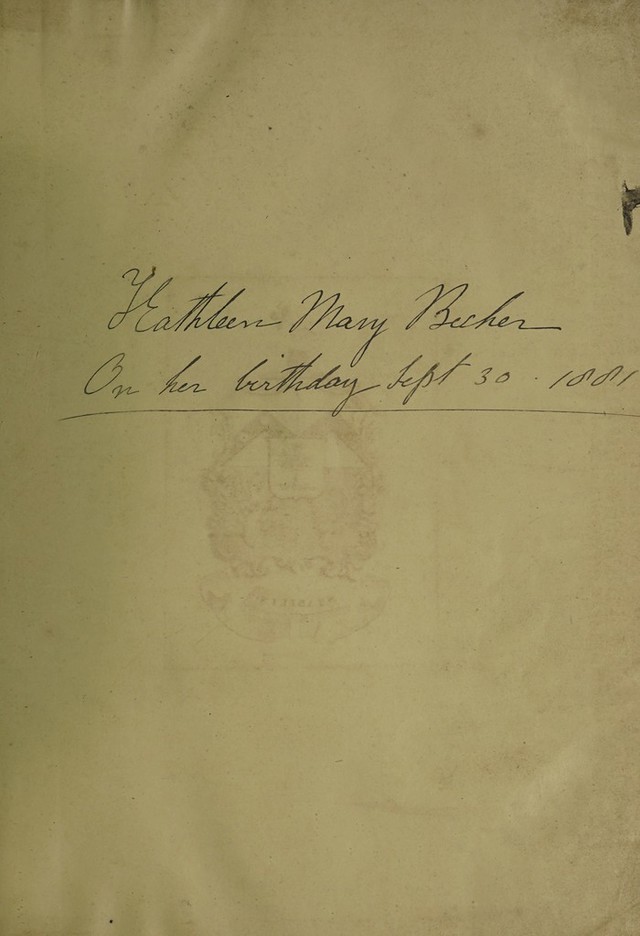 Kathleen Mary Becher
On her birthday Sept 30 . 1881